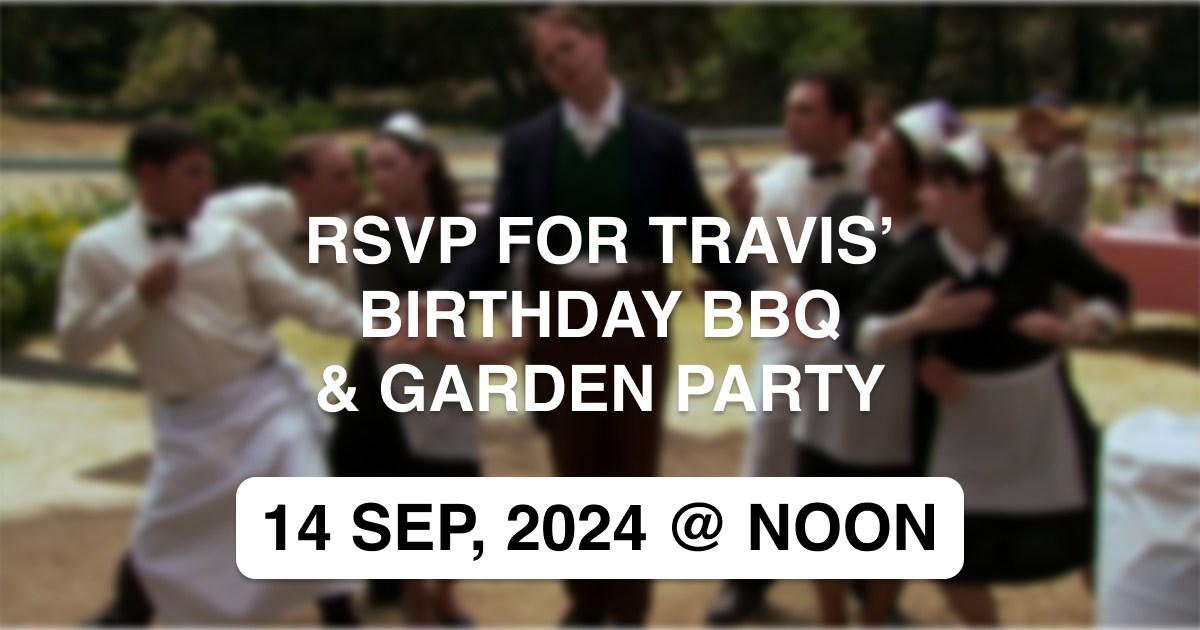 RSVP FOR TRAVIS’
BIRTHDAY BBQ
& GARDEN PARTY
14 SEP, 2024 @ NOON